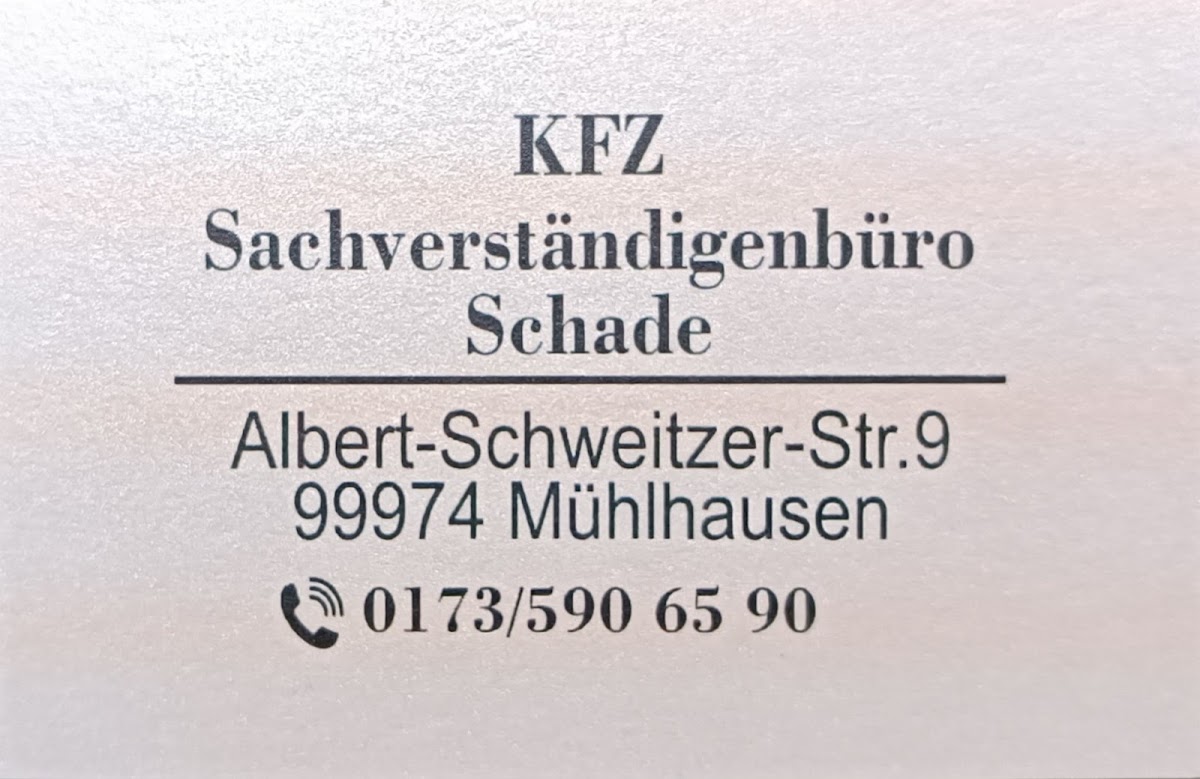 KFZ
Sachverständigenbüro
Schade
Albert-Schweitzer-Str.9
99974 Mühlhausen
0173/590 65 90